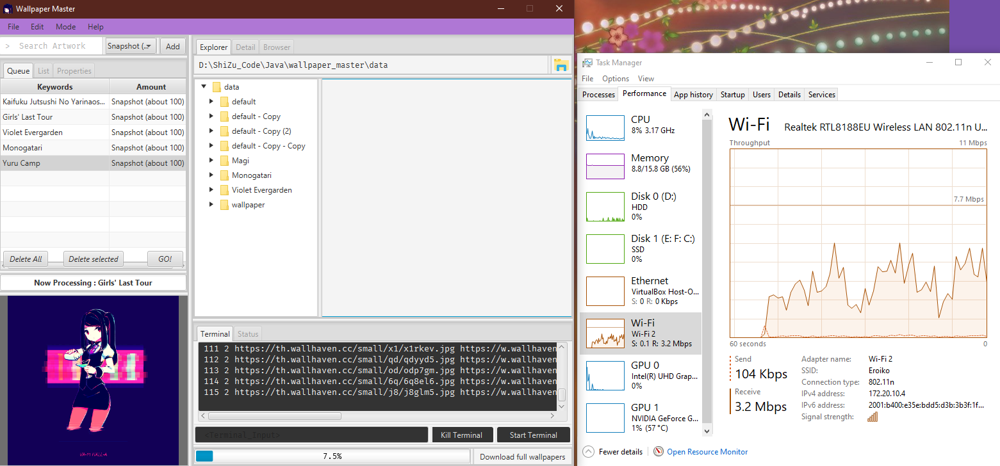 Wallpaper Master
File Edit Mode Help
> Search Artwork Snapshot (... Add
Queue List Properties
Keywords Amount
Kaifuku Jutsushi No Yarinaos... Snapshot (about 100)
Girls' Last Tour Snapshot (about 100)
Violet Evergarden Snapshot (about 100)
Monogatari Snapshot (about 100)
Yuru Camp Snapshot (about 100)
Delete All Delete selected GO!
Now Processing : Girls' Last Tour
Explorer Detail Browser
D:\ShiZu_Code\Java\wallpaper_master\data
data
default
default - Copy
default - Copy (2)
default - Copy - Copy
Magi
Monogatari
Violet Evergarden
wallpaper
Terminal Status
111 2 https://th.wallhaven.cc/small/x1/x1rkev.jpg https://w.wallhaven
112 2 https://th.wallhaven.cc/small/qd/qdyyd5.jpg https://w.wallhaven
113 2 https://th.wallhaven.cc/small/od/odp7gm.jpg https://w.wallhaven
114 2 https://th.wallhaven.cc/small/6q/6q8el6.jpg https://w.wallhaven
115 2 https://th.wallhaven.cc/small/j8/j8glm5.jpg https://w.wallhaven
<Terminal_Input> Kill Terminal Start Terminal
7.5% Download full wallpapers
Task Manager
File Options View
Processes Performance App history Startup Users Details Services
CPU
8% 3.17 GHz
Memory
8.8/15.8 GB (56%)
Disk 0 (D:)
HDD
0%
Disk 1 (E: F: C:)
SSD
0%
Ethernet
VirtualBox Host-O...
S: 0 R: 0 Kbps
Wi-Fi
Wi-Fi 2
S: 0.1 R: 3.2 Mbps
GPU 0
Intel(R) UHD Grap...
0%
GPU 1
NVIDIA GeForce G...
1% (57 °C)
Wi-Fi Realtek RTL8188EU Wireless LAN 802.11n U...
Throughput 11 Mbps
7.7 Mbps
60 seconds 0
Send
104 Kbps
Receive
3.2 Mbps
Adapter name: Wi-Fi 2
SSID: Eroiko
Connection type: 802.11n
IPv4 address: 172.20.10.4
IPv6 address: 2001:b400:e35e:bdd5:d3b:3b3f:1f...
Signal strength:
Fewer details Open Resource Monitor